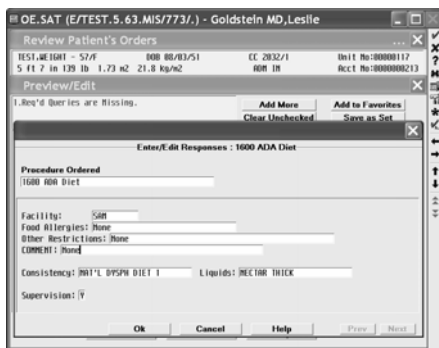 OE.SAT (E/TEST.5.63.MIS/773/.) - Goldstein MD,Leslie
Review Patient's Orders
TEST,WEIGHT - 57/F DOB 08/03/51 CC 2032/1 Unit No:00000117
5 ft 7 in 139 lb 1.73 m2 21.8 kg/m2 ADM IN Acct No:0000000213
Preview/Edit
1.Req'd Queries are Missing.
Add More Add to Favorites
Clear Unchecked Save as Set
Enter/Edit Responses : 1600 ADA Diet
Procedure Ordered
1600 ADA Diet
Facility: SAM
Food Allergies: None
Other Restrictions: None
COMMENT: None
Consistency: NAT'L DYSPH DIET 1 Liquids: NECTAR THICK
Supervision: Y
Ok Cancel Help Prev Next